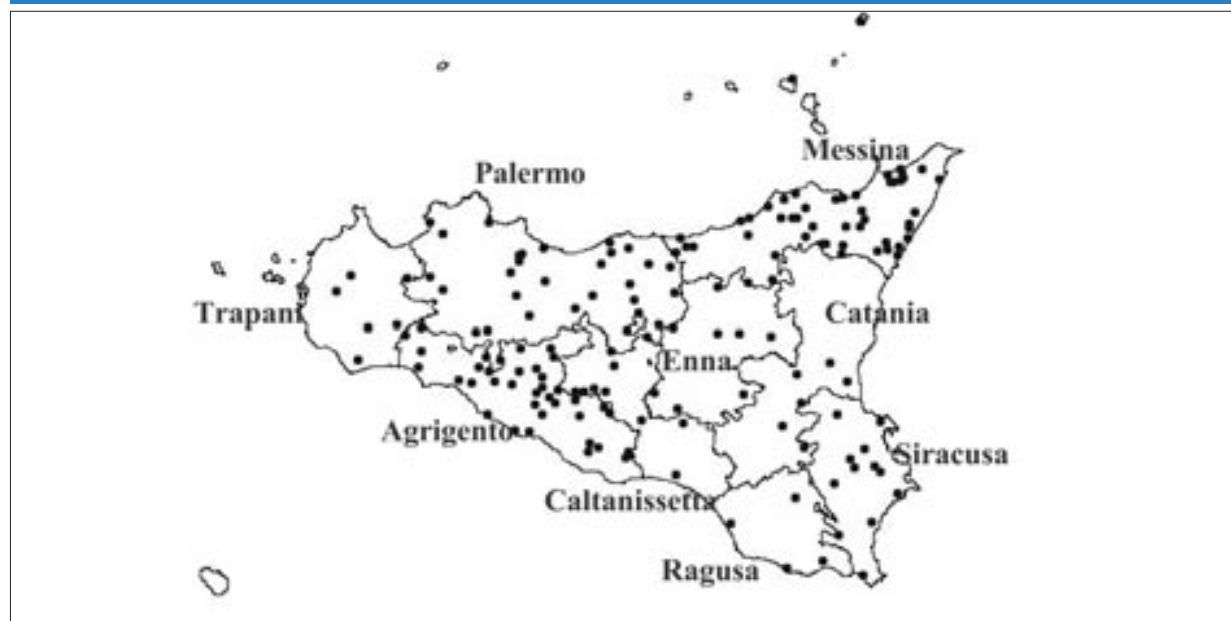 Messina
Palermo
Trapani
Catania
Enna
Agrigento
Siracusa
Caltanissetta
Ragusa